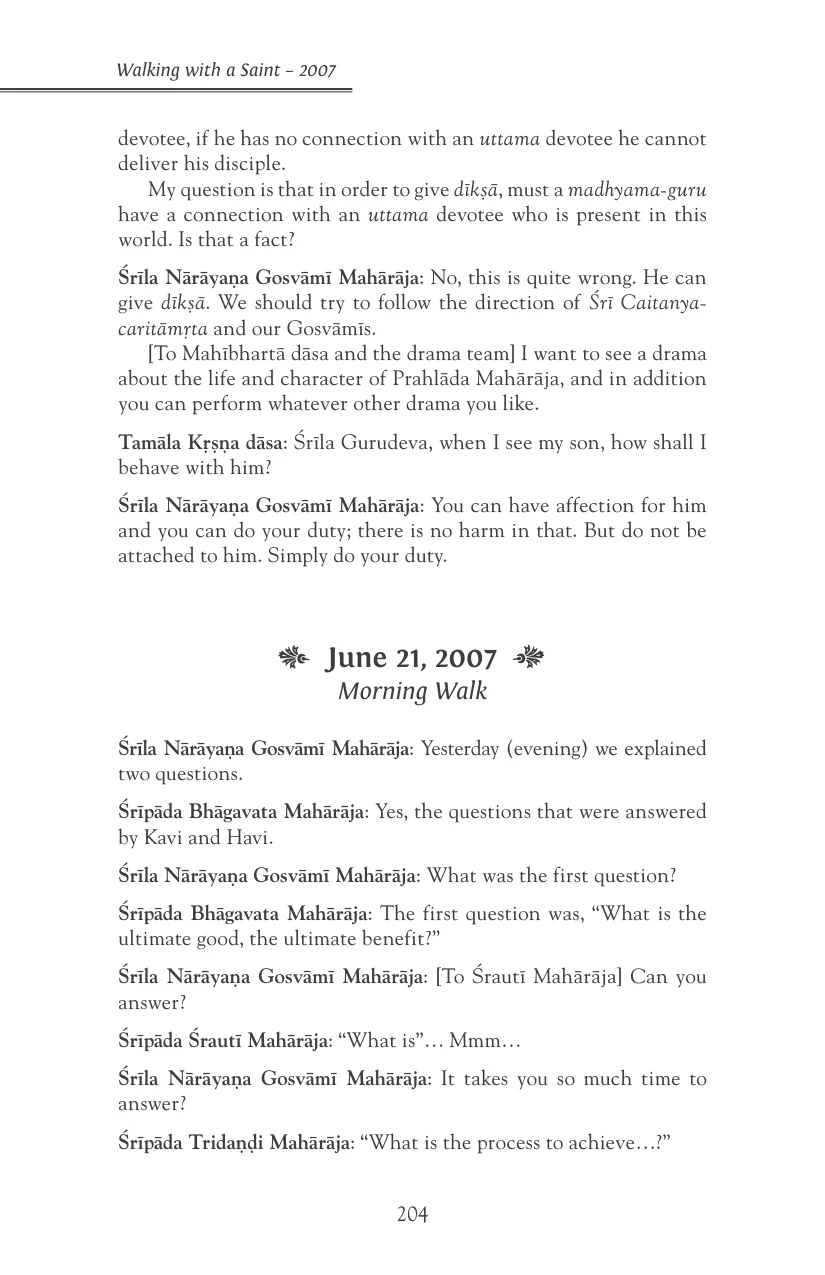 Walking with a Saint – 2007
devotee, if he has no connection with an uttama devotee he cannot
deliver his disciple.
My question is that in order to give dīkṣā, must a madhyama-guru
have a connection with an uttama devotee who is present in this
world. Is that a fact?
Śrīla Nārāyaṇa Gosvāmī Mahārāja: No, this is quite wrong. He can
give dīkṣā. We should try to follow the direction of Śrī Caitanya-
caritāmṛta and our Gosvāmīs.
[To Mahībhartā dāsa and the drama team] I want to see a drama
about the life and character of Prahlāda Mahārāja, and in addition
you can perform whatever other drama you like.
Tamāla Kṛṣṇa dāsa: Śrīla Gurudeva, when I see my son, how shall I
behave with him?
Śrīla Nārāyaṇa Gosvāmī Mahārāja: You can have affection for him
and you can do your duty; there is no harm in that. But do not be
attached to him. Simply do your duty.
June 21, 2007
Morning Walk
Śrīla Nārāyaṇa Gosvāmī Mahārāja: Yesterday (evening) we explained
two questions.
Śrīpāda Bhāgavata Mahārāja: Yes, the questions that were answered
by Kavi and Havi.
Śrīla Nārāyaṇa Gosvāmī Mahārāja: What was the first question?
Śrīpāda Bhāgavata Mahārāja: The first question was, “What is the
ultimate good, the ultimate benefit?”
Śrīla Nārāyaṇa Gosvāmī Mahārāja: [To Śrautī Mahārāja] Can you
answer?
Śrīpāda Śrautī Mahārāja: “What is”… Mmm…
Śrīla Nārāyaṇa Gosvāmī Mahārāja: It takes you so much time to
answer?
Śrīpāda Tridaṇḍi Mahārāja: “What is the process to achieve…?”
204